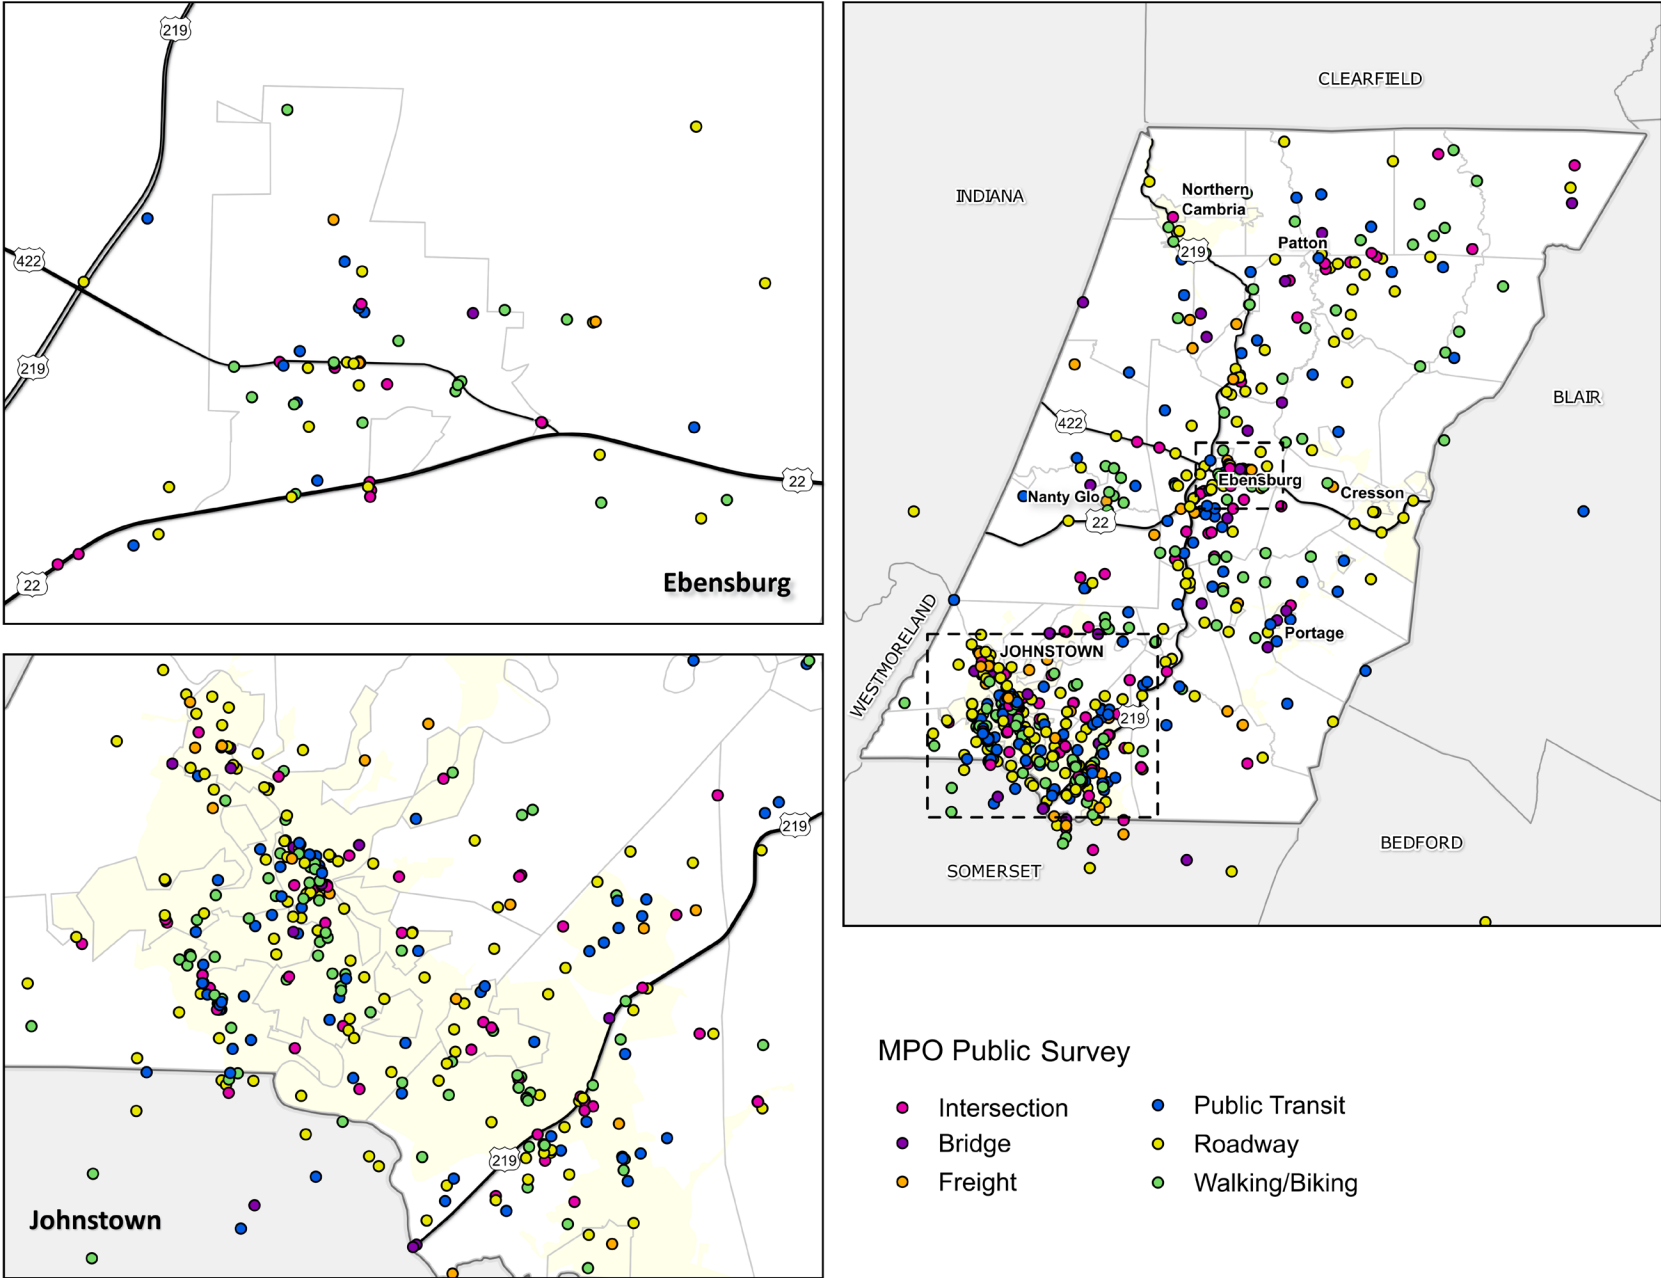 219
422
219
22
22
Ebensburg
219
219
Johnstown
CLEARFIELD
INDIANA
Northern
Cambria
219
Patton
BLAIR
422
Ebensburg
Nanty Glo
Cresson
22
WESTMORELAND
Portage
JOHNSTOWN
219
SOMERSET
BEDFORD
MPO Public Survey
Intersection
Bridge
Freight
Public Transit
Roadway
Walking/Biking